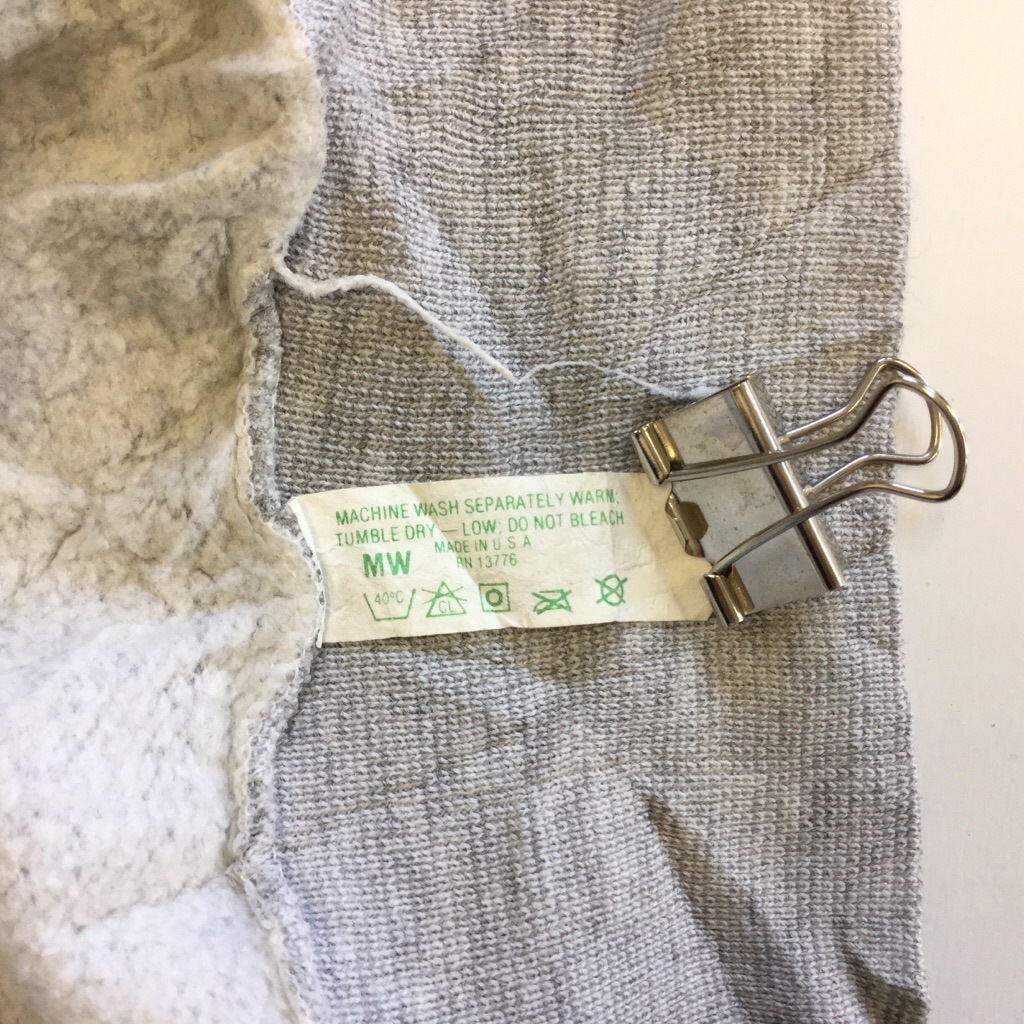 MACHINE WASH SEPARATELY WARM;
TUMBLE DRY — LOW; DO NOT BLEACH
MW MADE IN U.S.A
RN 13776
40°C CL